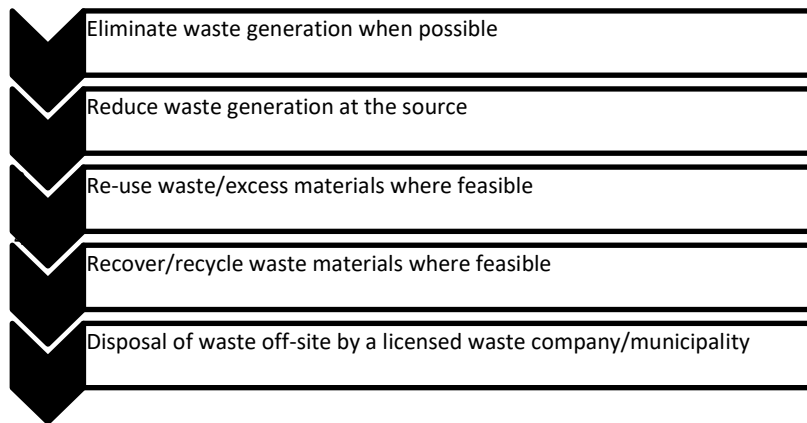 Eliminate waste generation when possible
Reduce waste generation at the source
Re-use waste/excess materials where feasible
Recover/recycle waste materials where feasible
Disposal of waste off-site by a licensed waste company/municipality